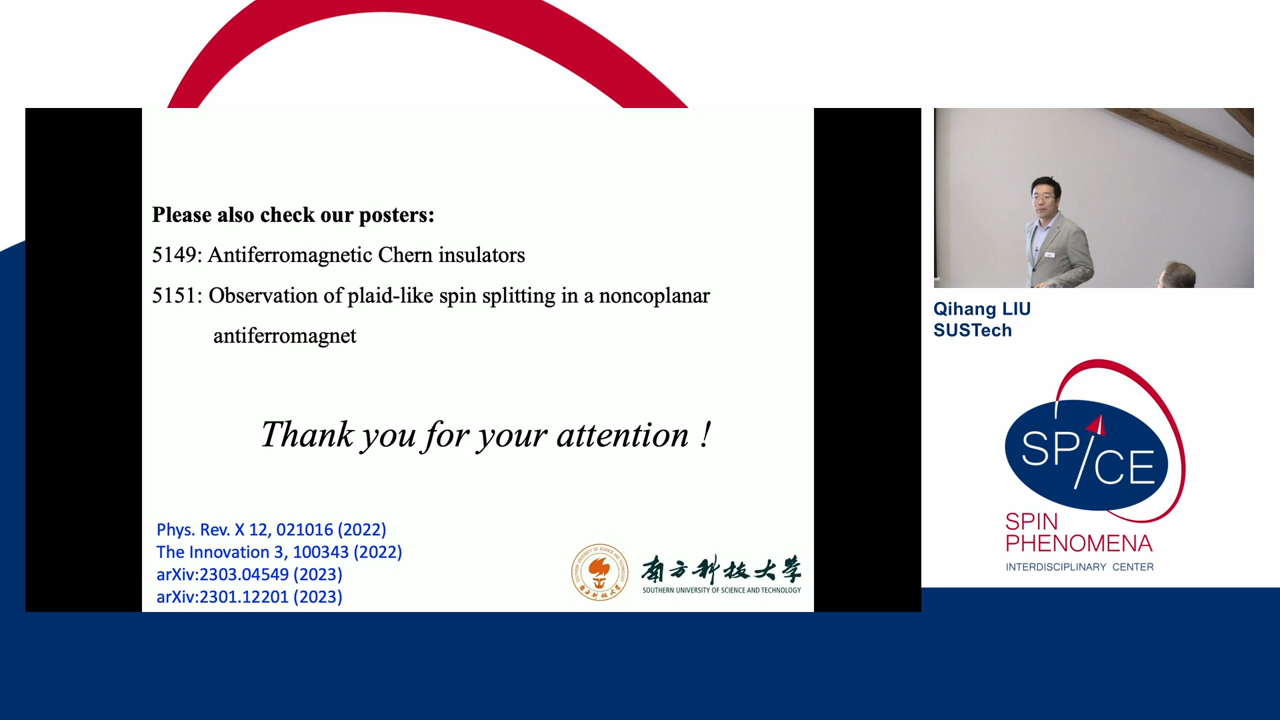 Please also check our posters:
5149: Antiferromagnetic Chern insulators
5151: Observation of plaid-like spin splitting in a noncoplanar
antiferromagnet
Thank you for your attention !
Phys. Rev. X 12, 021016 (2022)
The Innovation 3, 100343 (2022)
arXiv:2303.04549 (2023)
arXiv:2301.12201 (2023)
南方科技大学
SOUTHERN UNIVERSITY OF SCIENCE AND TECHNOLOGY
Qihang LIU
SUSTech
SP/CE
SPIN
PHENOMENA
INTERDISCIPLINARY CENTER